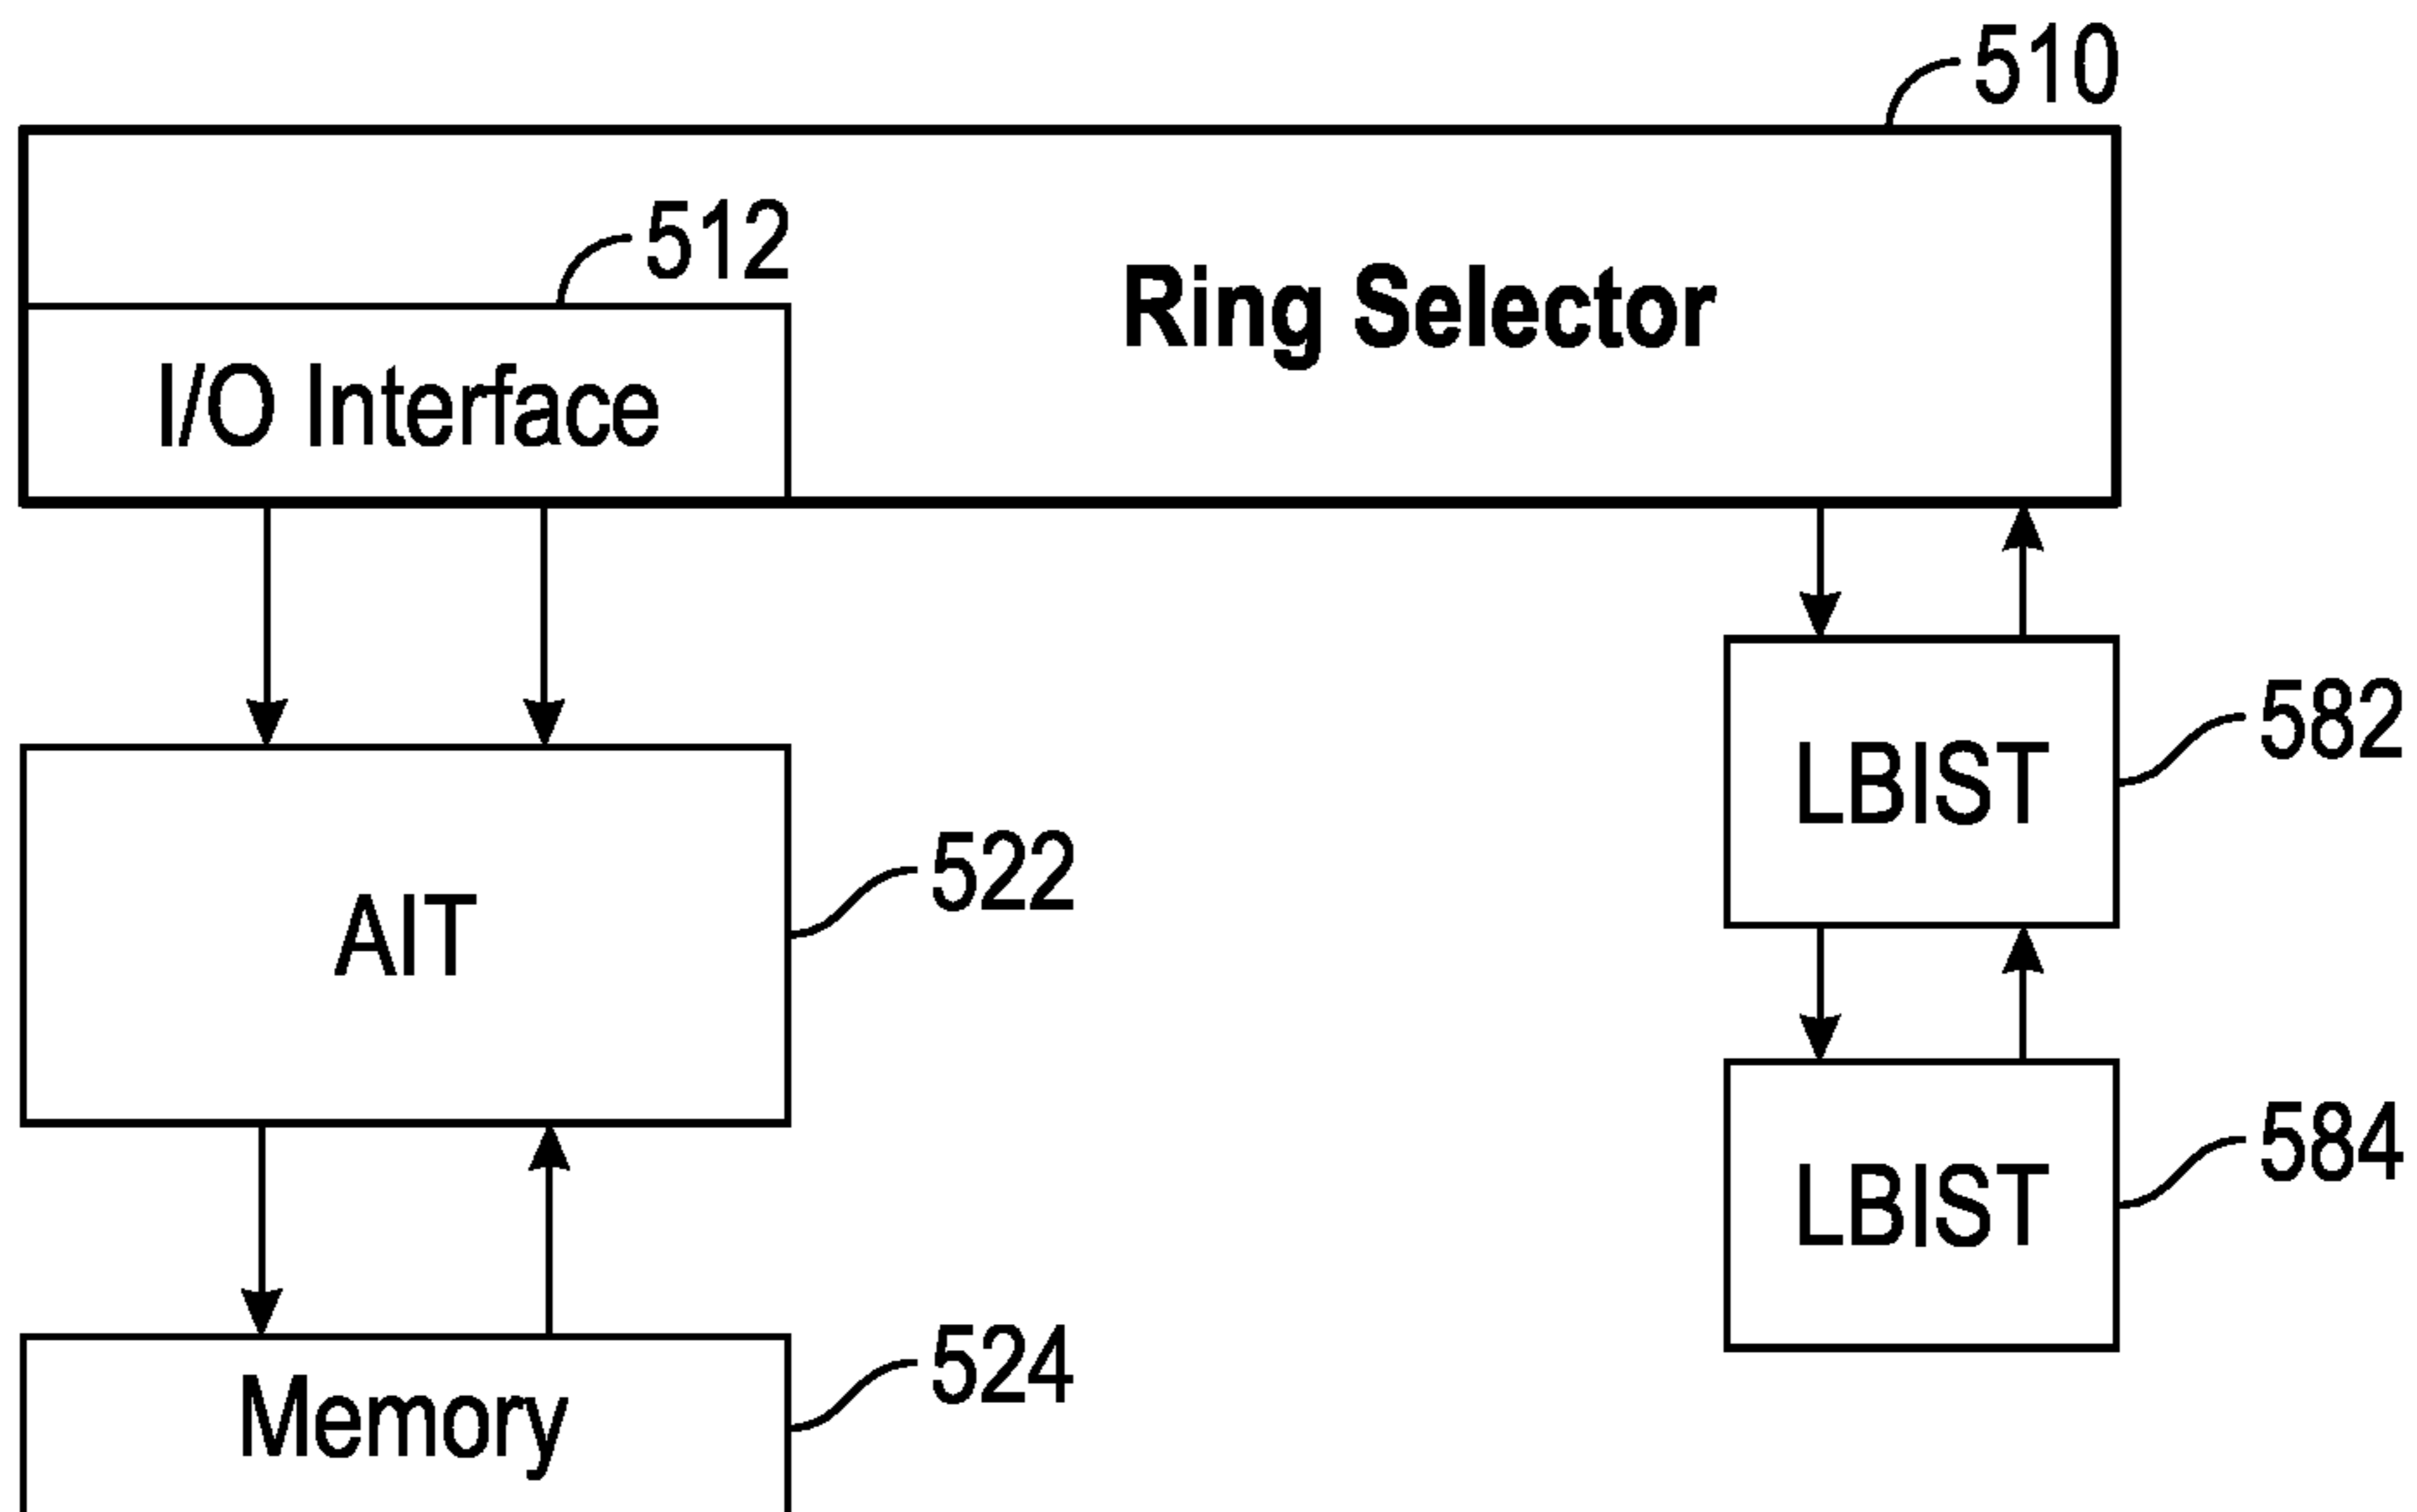 510
512
Ring Selector
I/O Interface
582
LBIST
522
AIT
584
LBIST
524
Memory